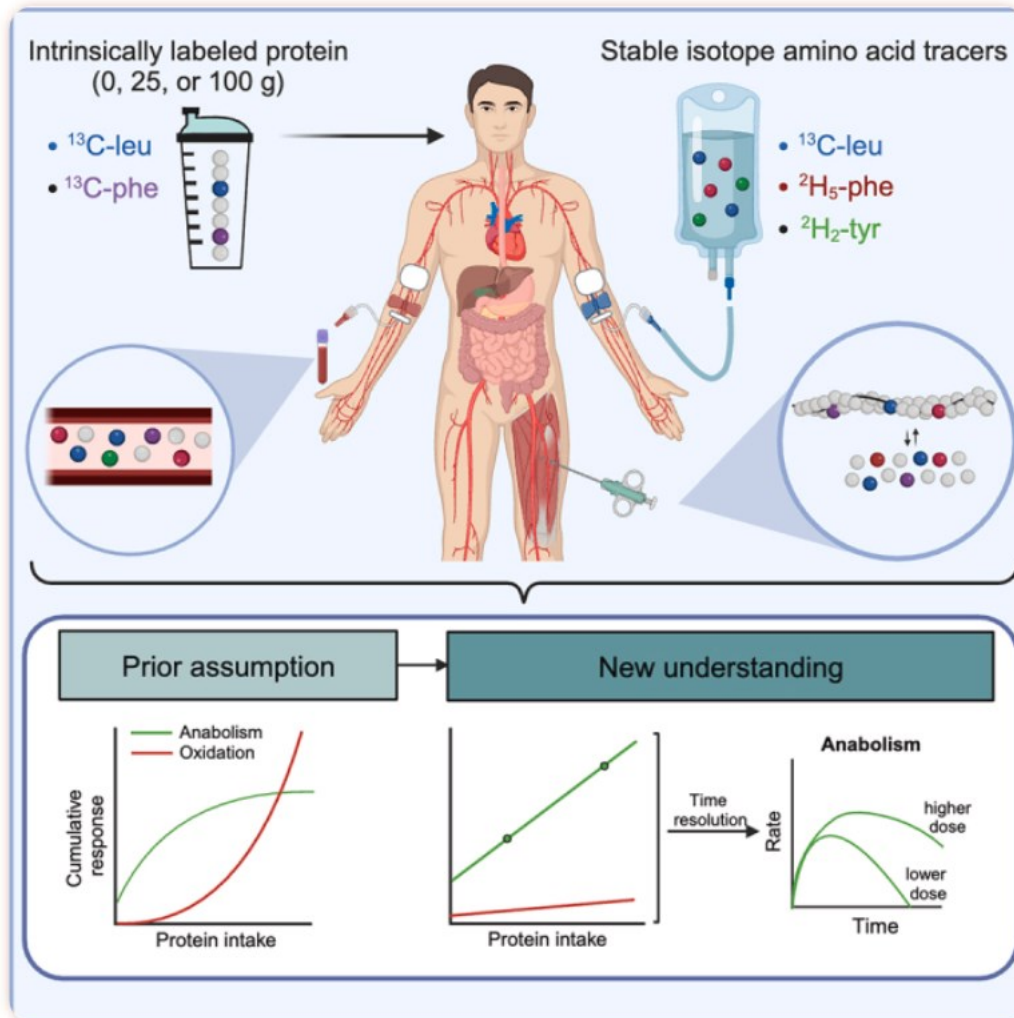 Intrinsically labeled protein
(0, 25, or 100 g)
• ¹³C-leu
• ¹³C-phe
Stable isotope amino acid tracers
• ¹³C-leu
• ²H₅-phe
• ²H₂-tyr
Prior assumption
New understanding
Anabolism
Oxidation
Cumulative
response
Protein intake
Protein intake
Time
resolution
Anabolism
Rate
higher
dose
lower
dose
Time